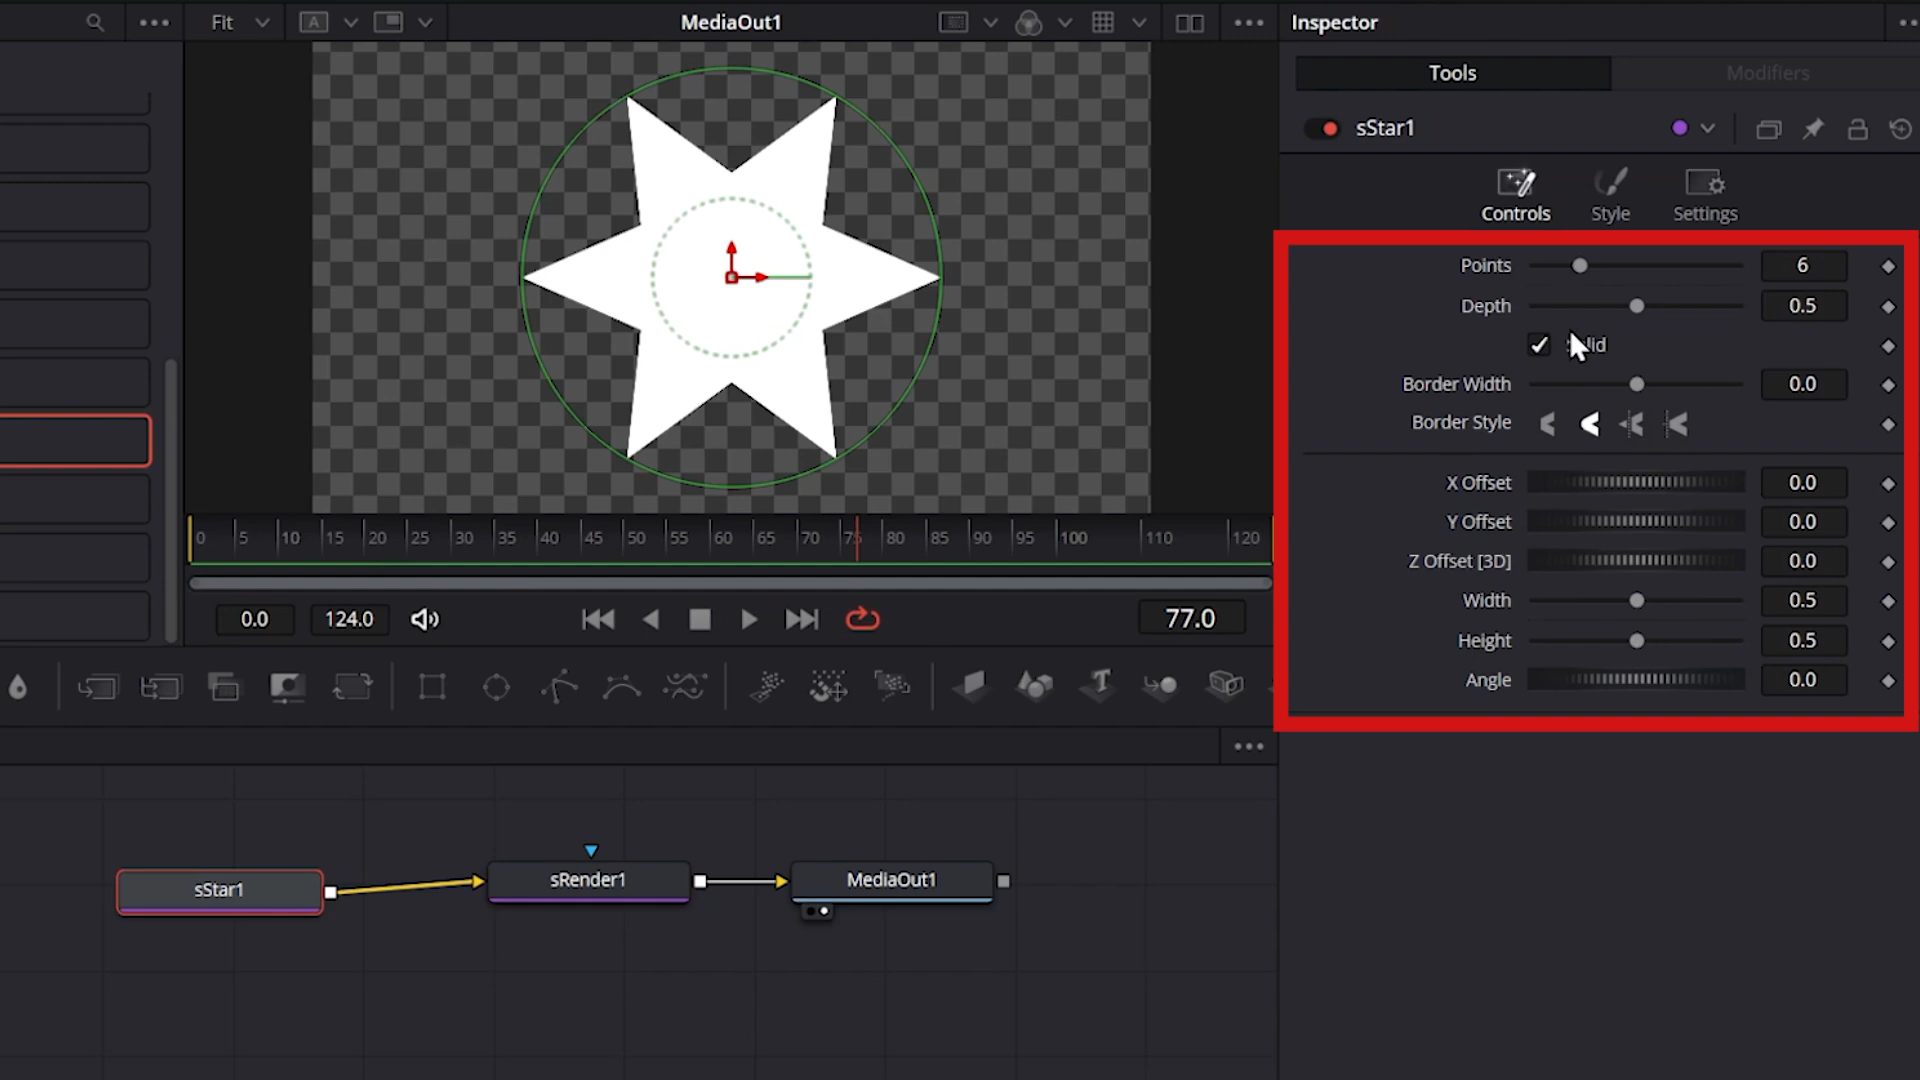 Fit
A
MediaOut1
Inspector
Tools
Modifiers
sStar1
Controls
Style
Settings
Points 6
Depth 0.5
Border Width 0.0
Border Style
X Offset 0.0
Y Offset 0.0
Z Offset [3D] 0.0
Width 0.5
Height 0.5
Angle 0.0
0 5 10 15 20 25 30 35 40 45 50 55 60 65 70 75 80 85 90 95 100 110 120
0.0 124.0 77.0
T
sStar1
sRender1
MediaOut1